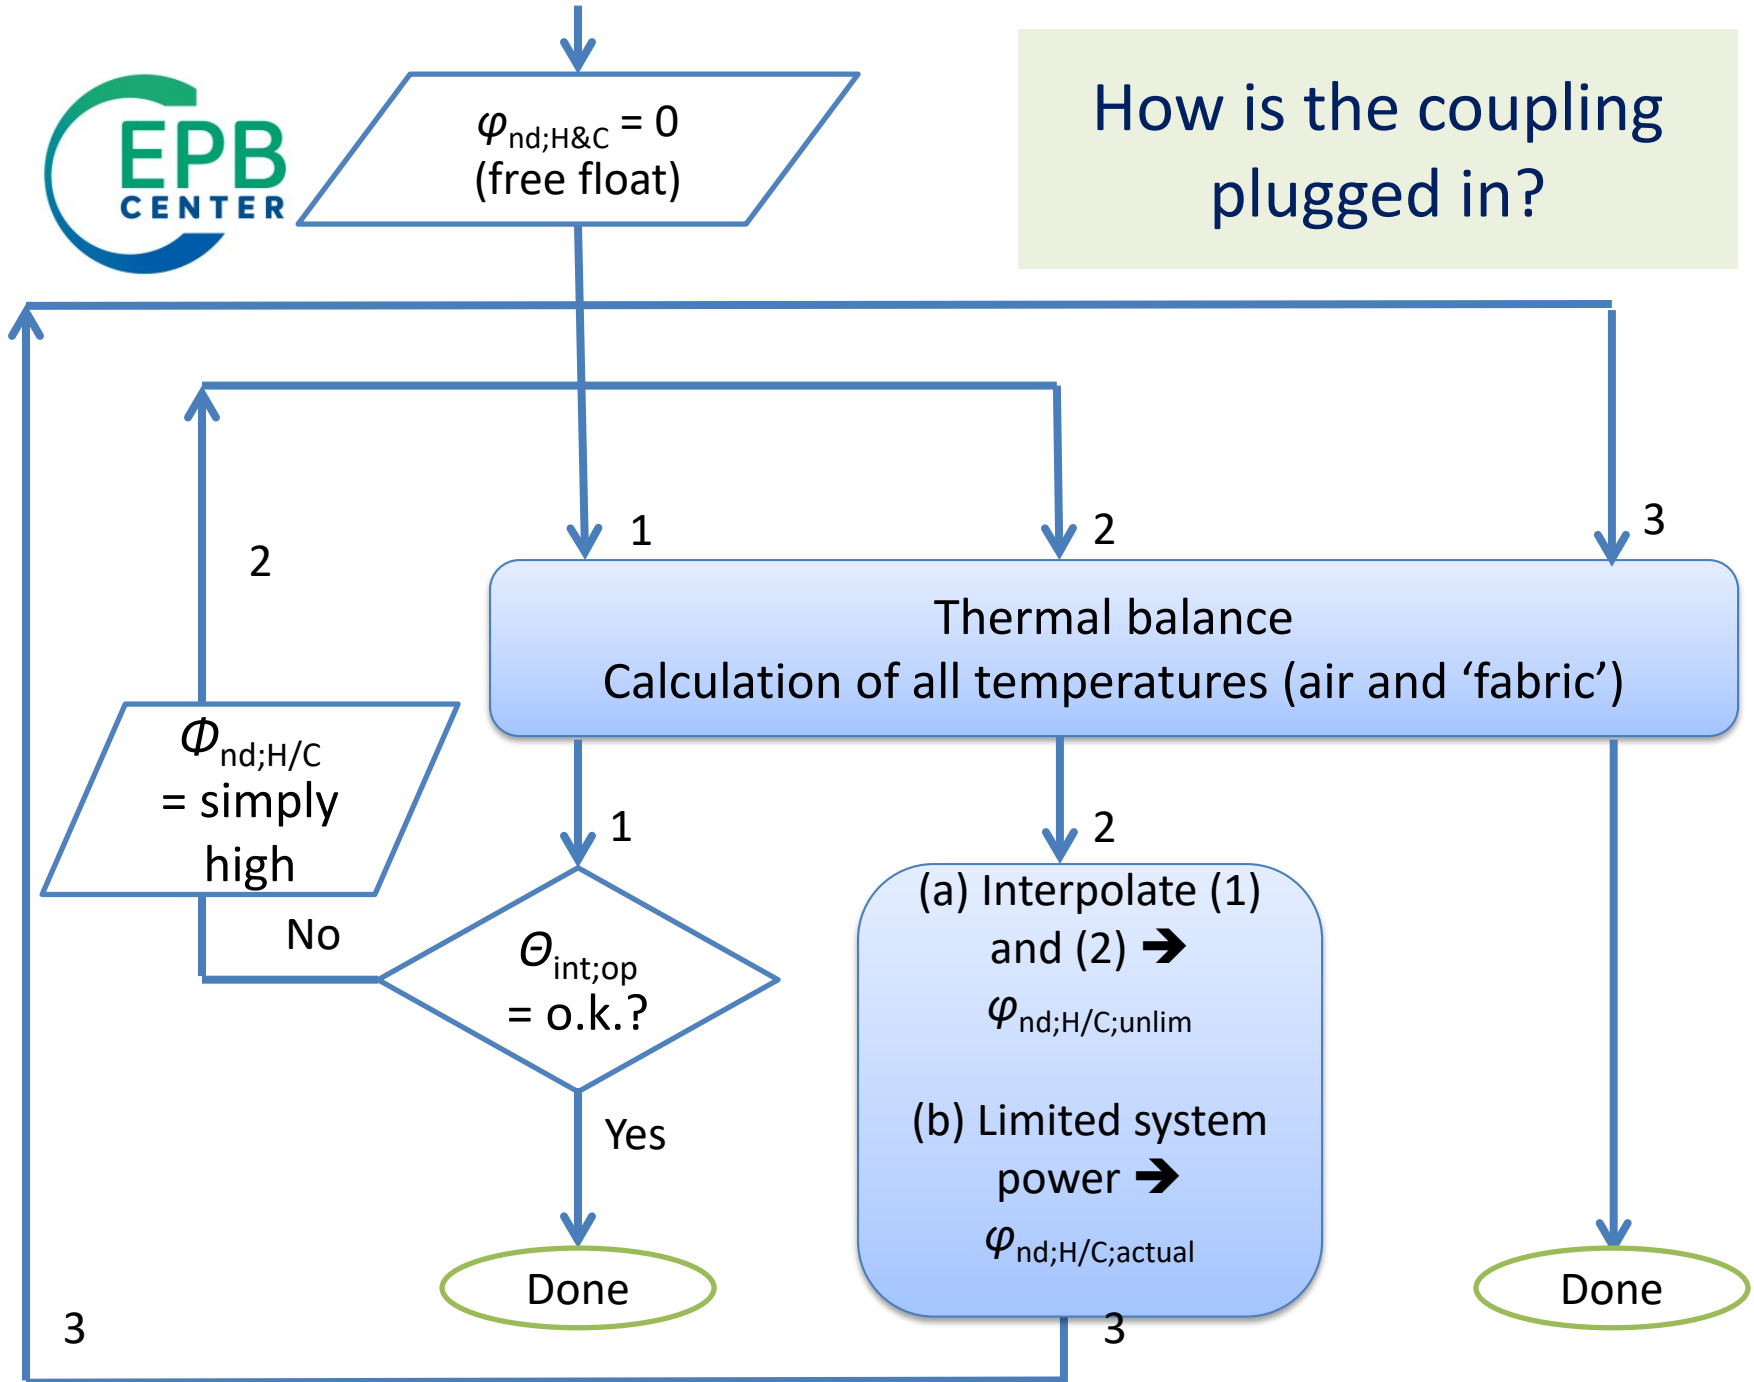 EPB
CENTER
φnd;H&C = 0
(free float)
How is the coupling
plugged in?
1
2
3
2
Thermal balance
Calculation of all temperatures (air and ‘fabric’)
Φnd;H/C
= simply
high
1
2
No
Θint;op
= o.k.?
Yes
(a) Interpolate (1)
and (2) 🡺
φnd;H/C;unlim
(b) Limited system
power 🡺
φnd;H/C;actual
Done
Done
3
3